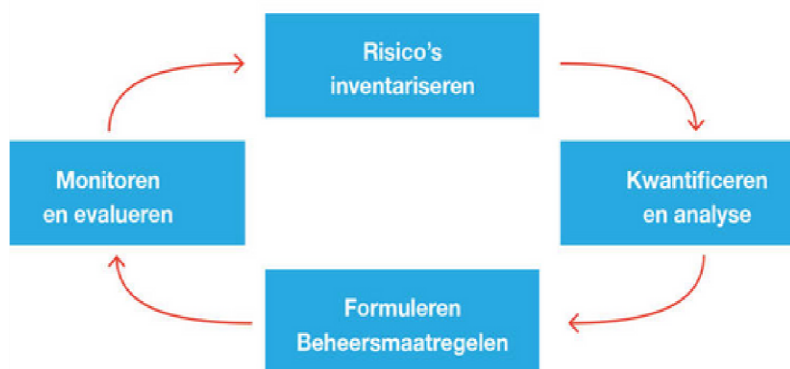 Risico's
inventariseren
Kwantificeren
en analyse
Formuleren
Beheersmaatregelen
Monitoren
en evalueren